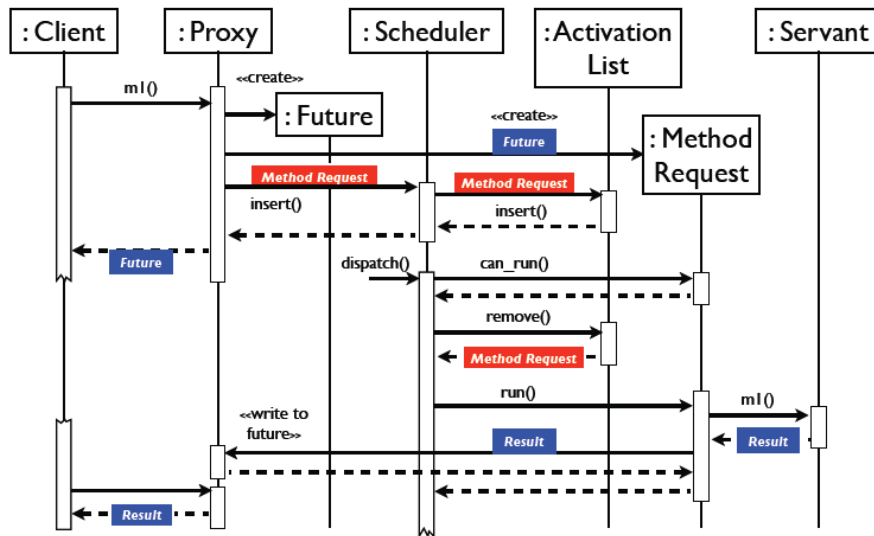 : Client
: Proxy
: Scheduler
: Activation
List
: Servant
m1()
<<create>>
: Future
<<create>>
Future
: Method
Request
Method Request
Method Request
insert()
insert()
Future
dispatch()
can_run()
remove()
Method Request
run()
m1()
<<write to
future>>
Result
Result
Result